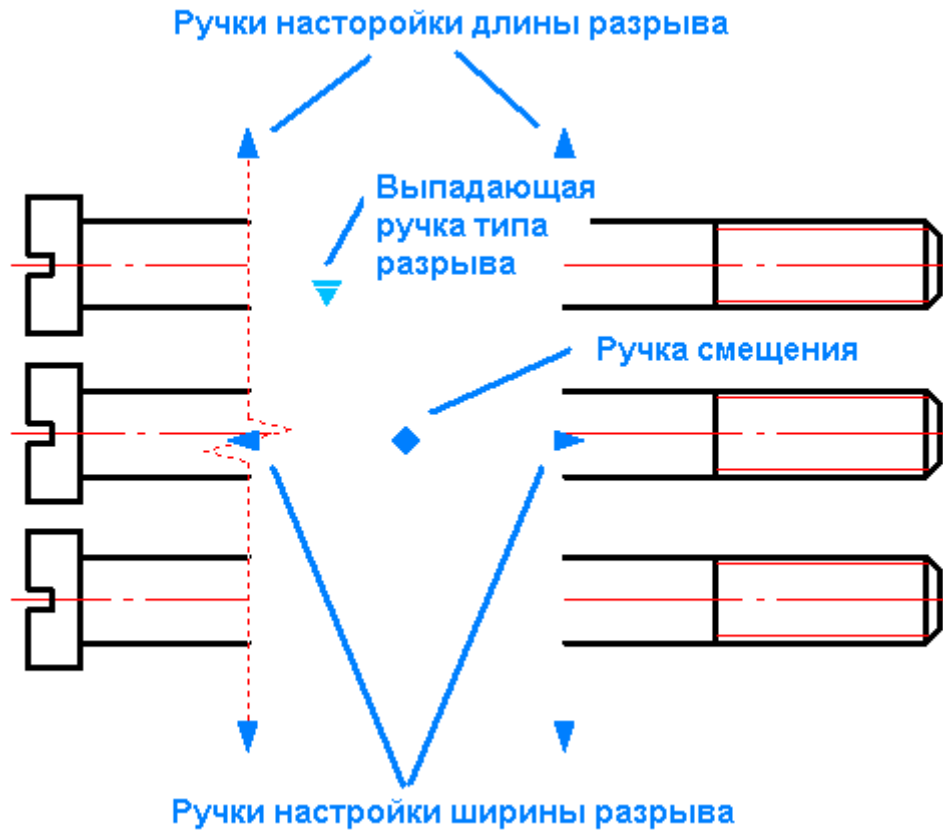 Ручки насторойки длины разрыва
Выпадающая
ручка типа
разрыва
Ручка смещения
Ручки настройки ширины разрыва